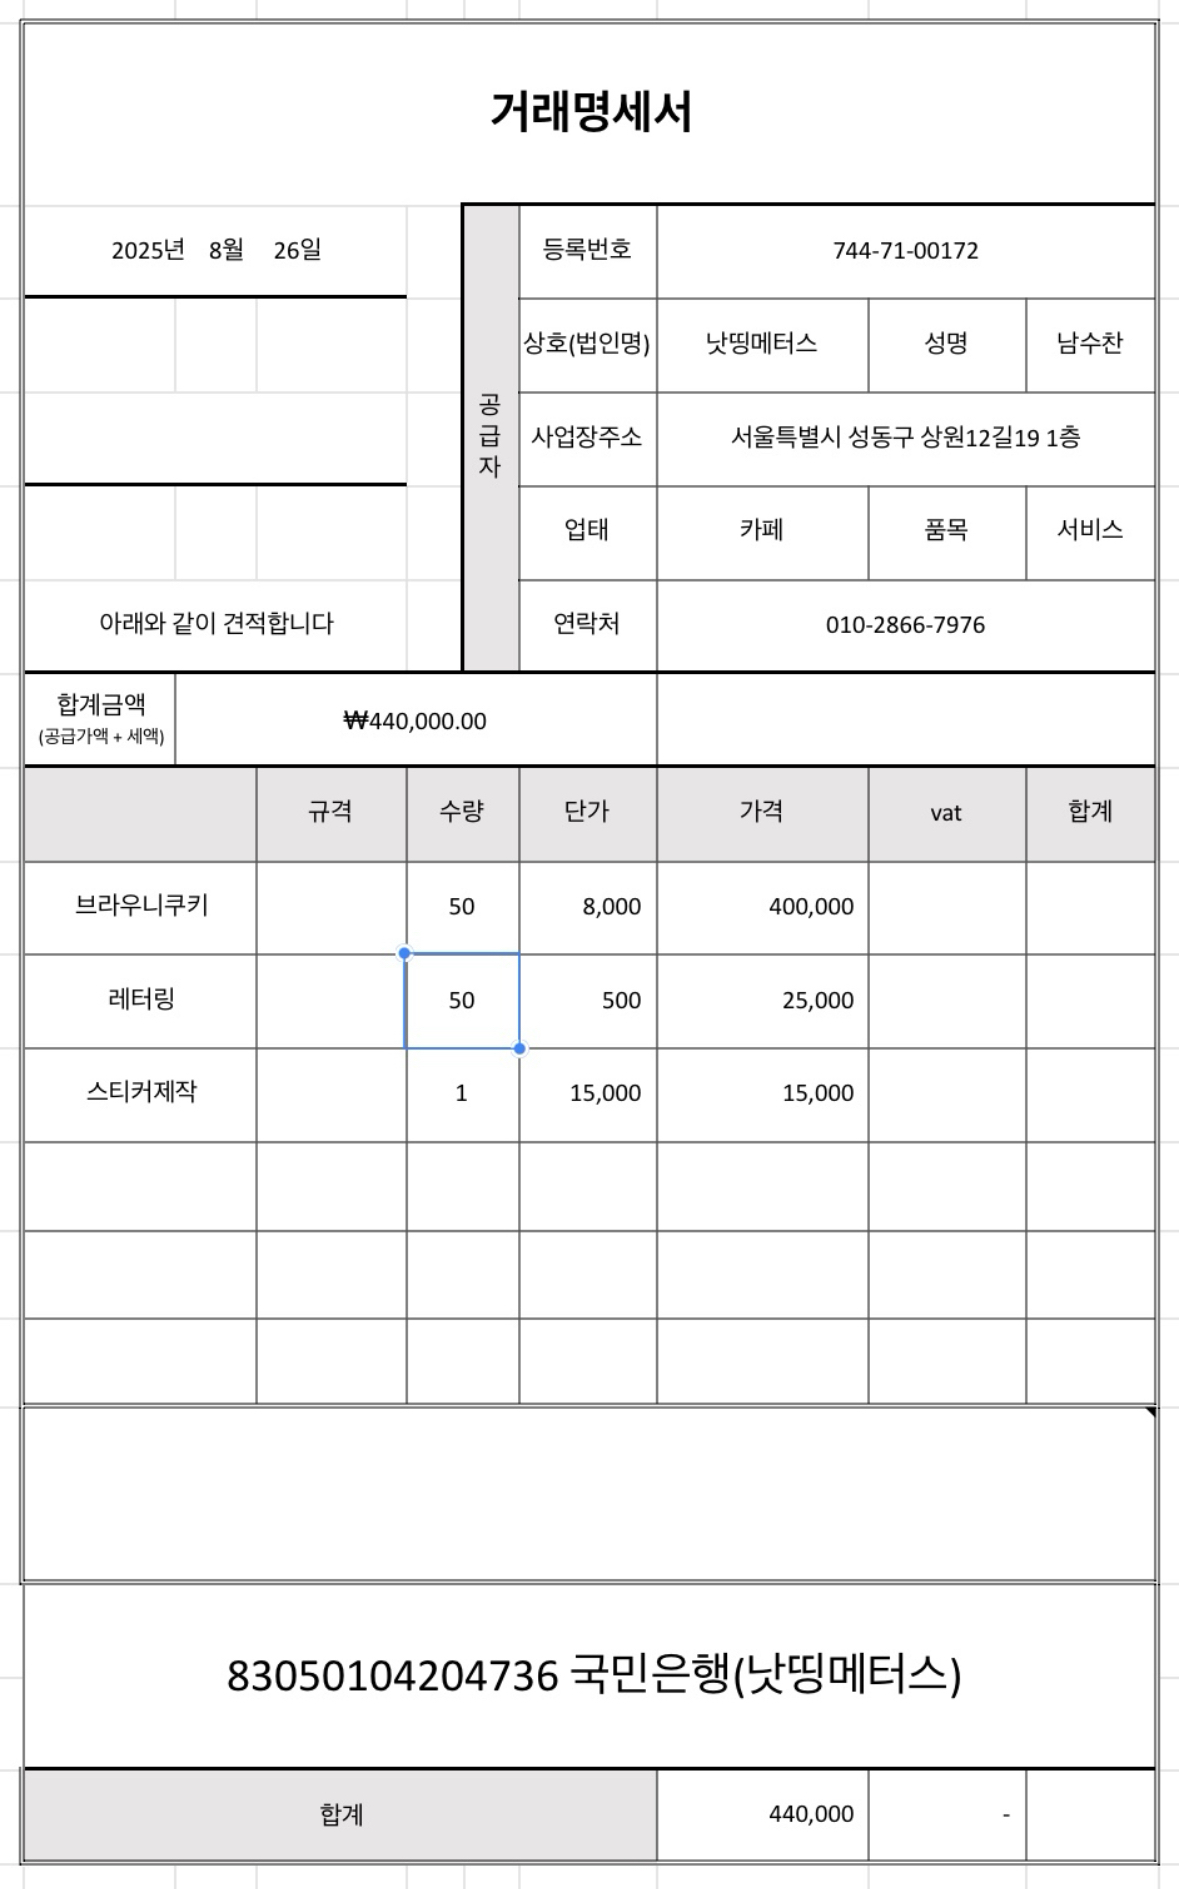 거래명세서
2025년 8월 26일
공급자
등록번호 744-71-00172
상호(법인명) 낫띵메터스 성명 남수찬
사업장주소 서울특별시 성동구 상원12길19 1층
업태 카페 품목 서비스
아래와 같이 견적합니다
연락처 010-2866-7976
합계금액
(공급가액 + 세액)
₩440,000.00
규격 수량 단가 가격 vat 합계
브라우니쿠키 50 8,000 400,000
레터링 50 500 25,000
스티커제작 1 15,000 15,000
83050104204736 국민은행(낫띵메터스)
합계 440,000 -